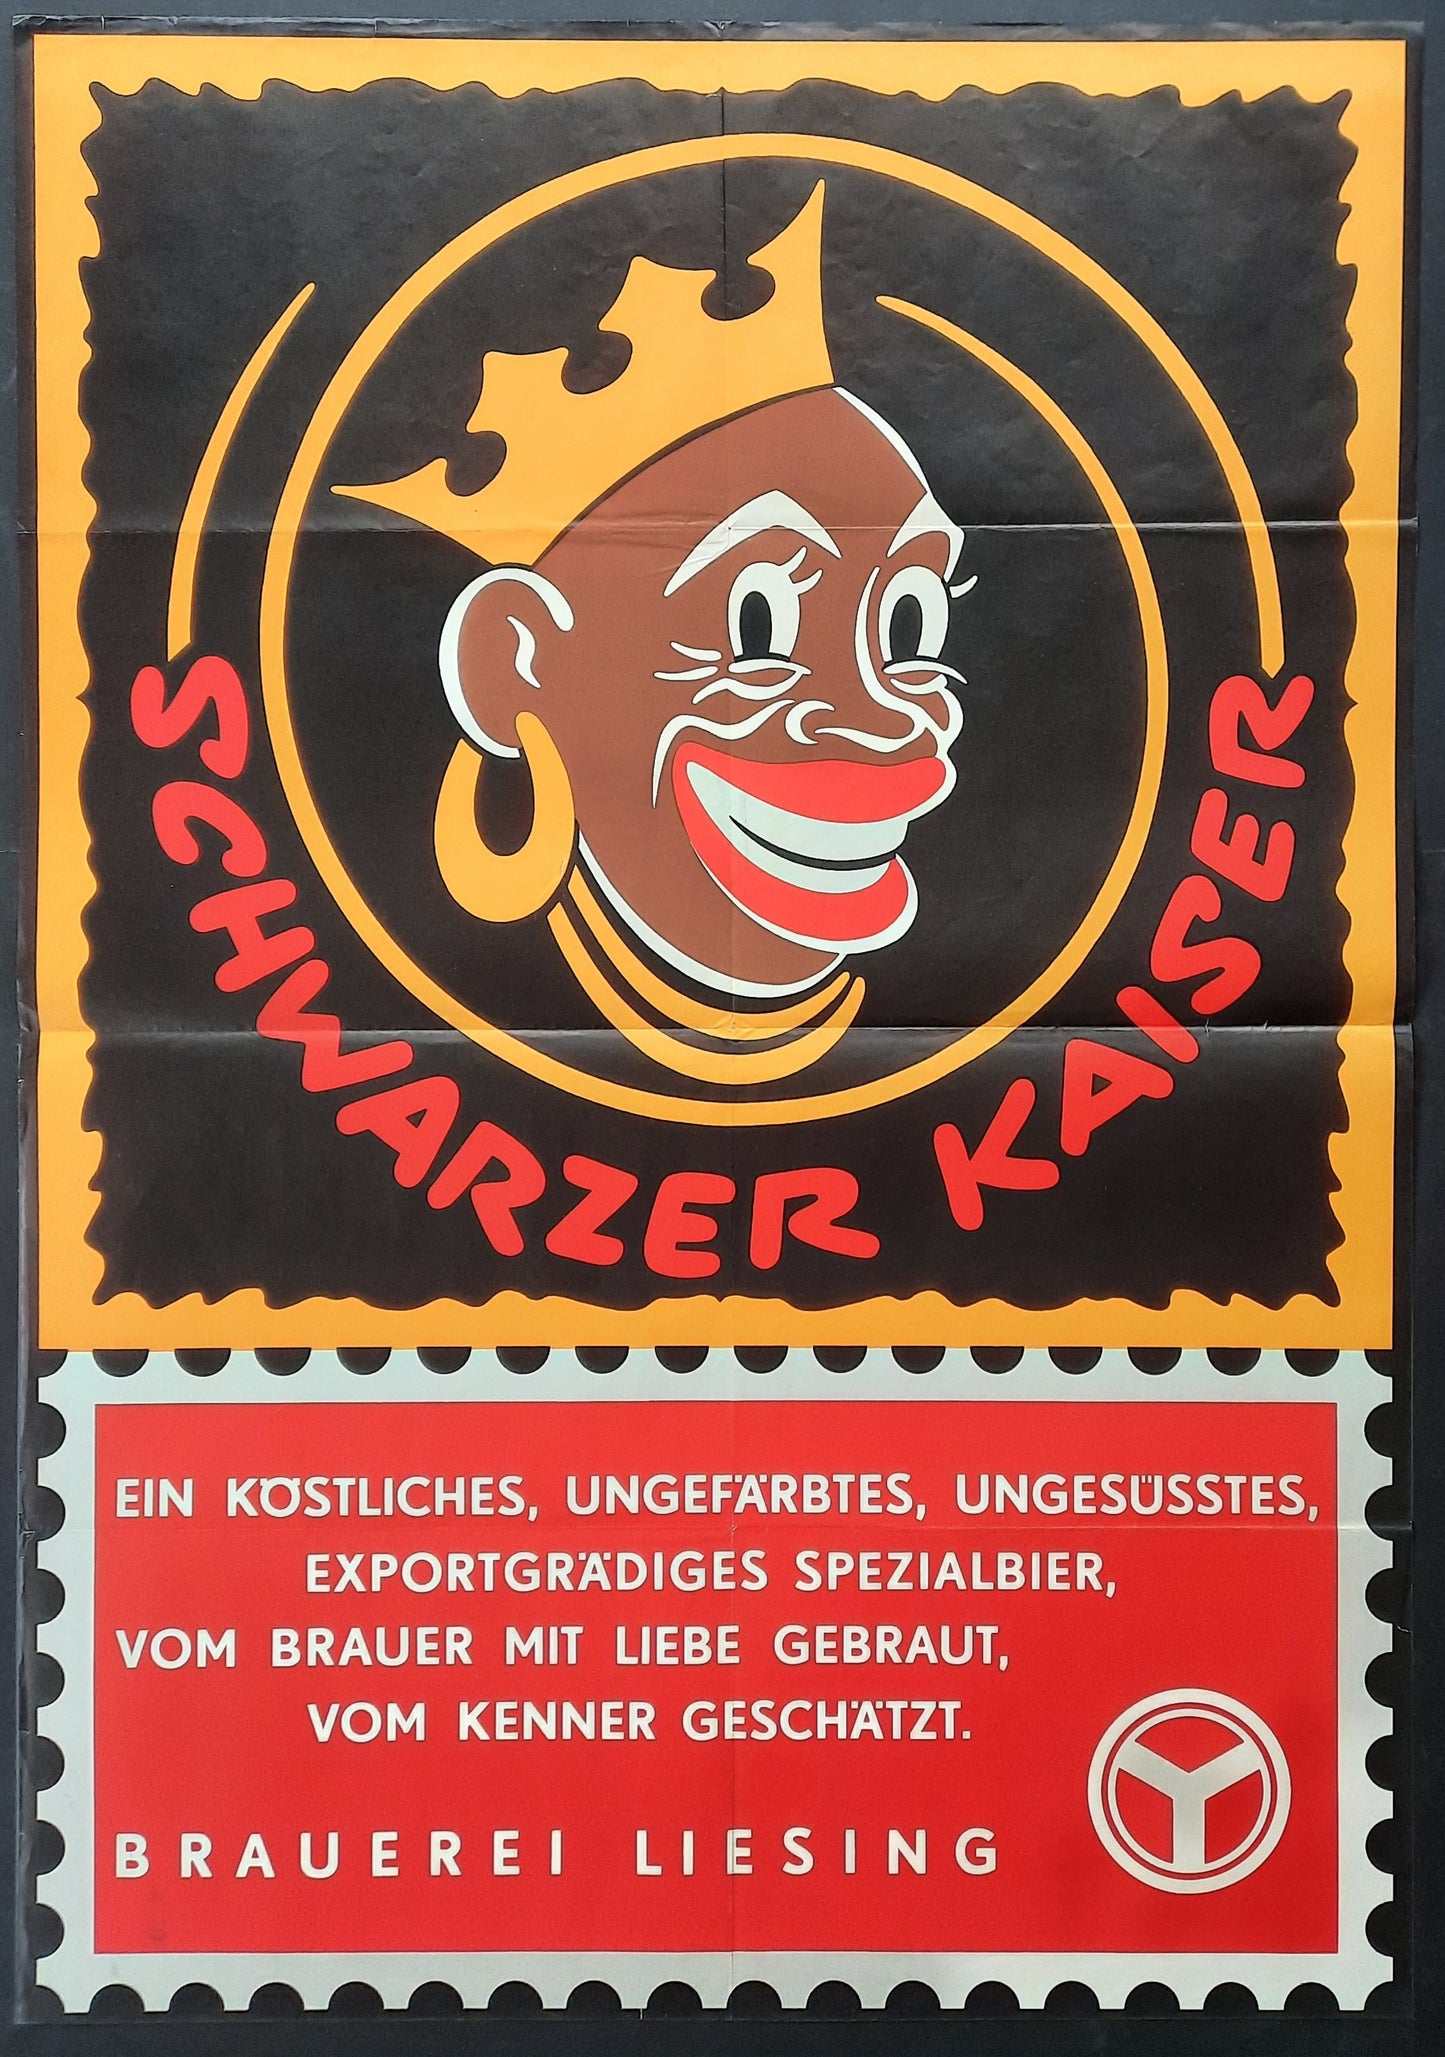 SCHWARZER KAISER
EIN KÖSTLICHES, UNGEFÄRBTES, UNGESÜSSTES,
EXPORTGRÄDIGES SPEZIALBIER,
VOM BRAUER MIT LIEBE GEBRAUT,
VOM KENNER GESCHÄTZT.
BRAUEREI LIESING